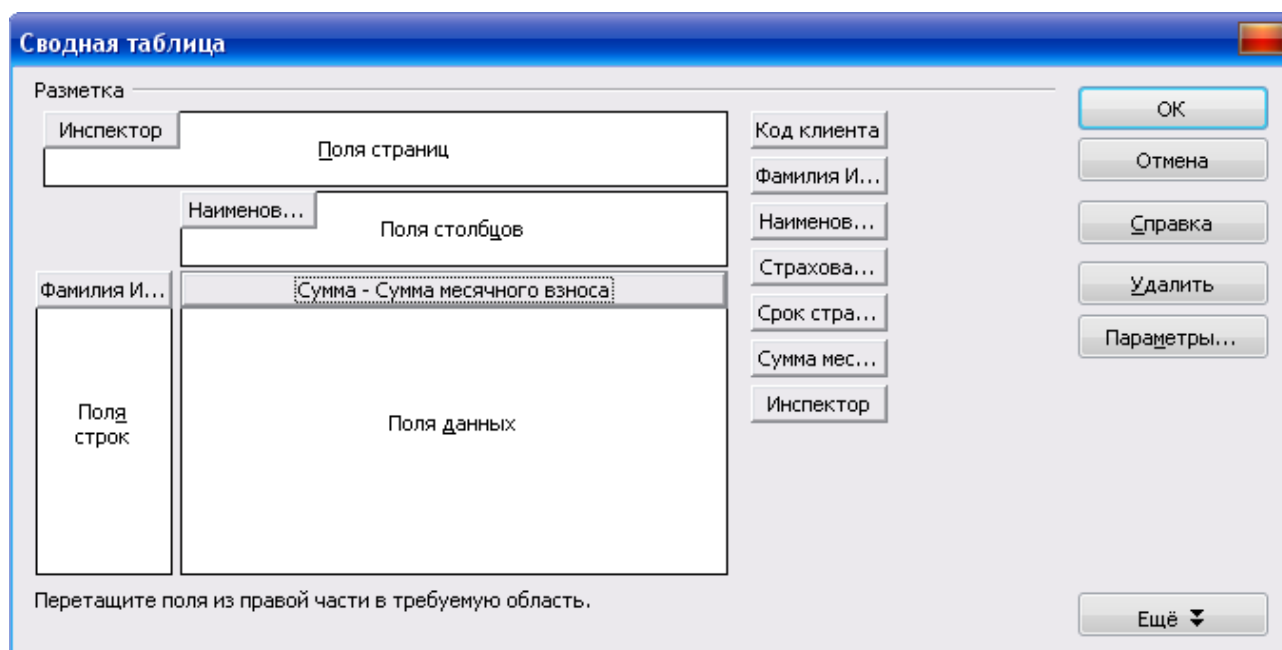 Сводная таблица
Разметка
Инспектор
Поля страниц
Наименов...
Поля столбцов
Фамилия И...
Сумма - Сумма месячного взноса
Поля строк
Поля данных
Код клиента
Фамилия И...
Наименов...
Страхова...
Срок стра...
Сумма мес...
Инспектор
ОК
Отмена
Справка
Удалить
Параметры...
Перетащите поля из правой части в требуемую область.
Ещё